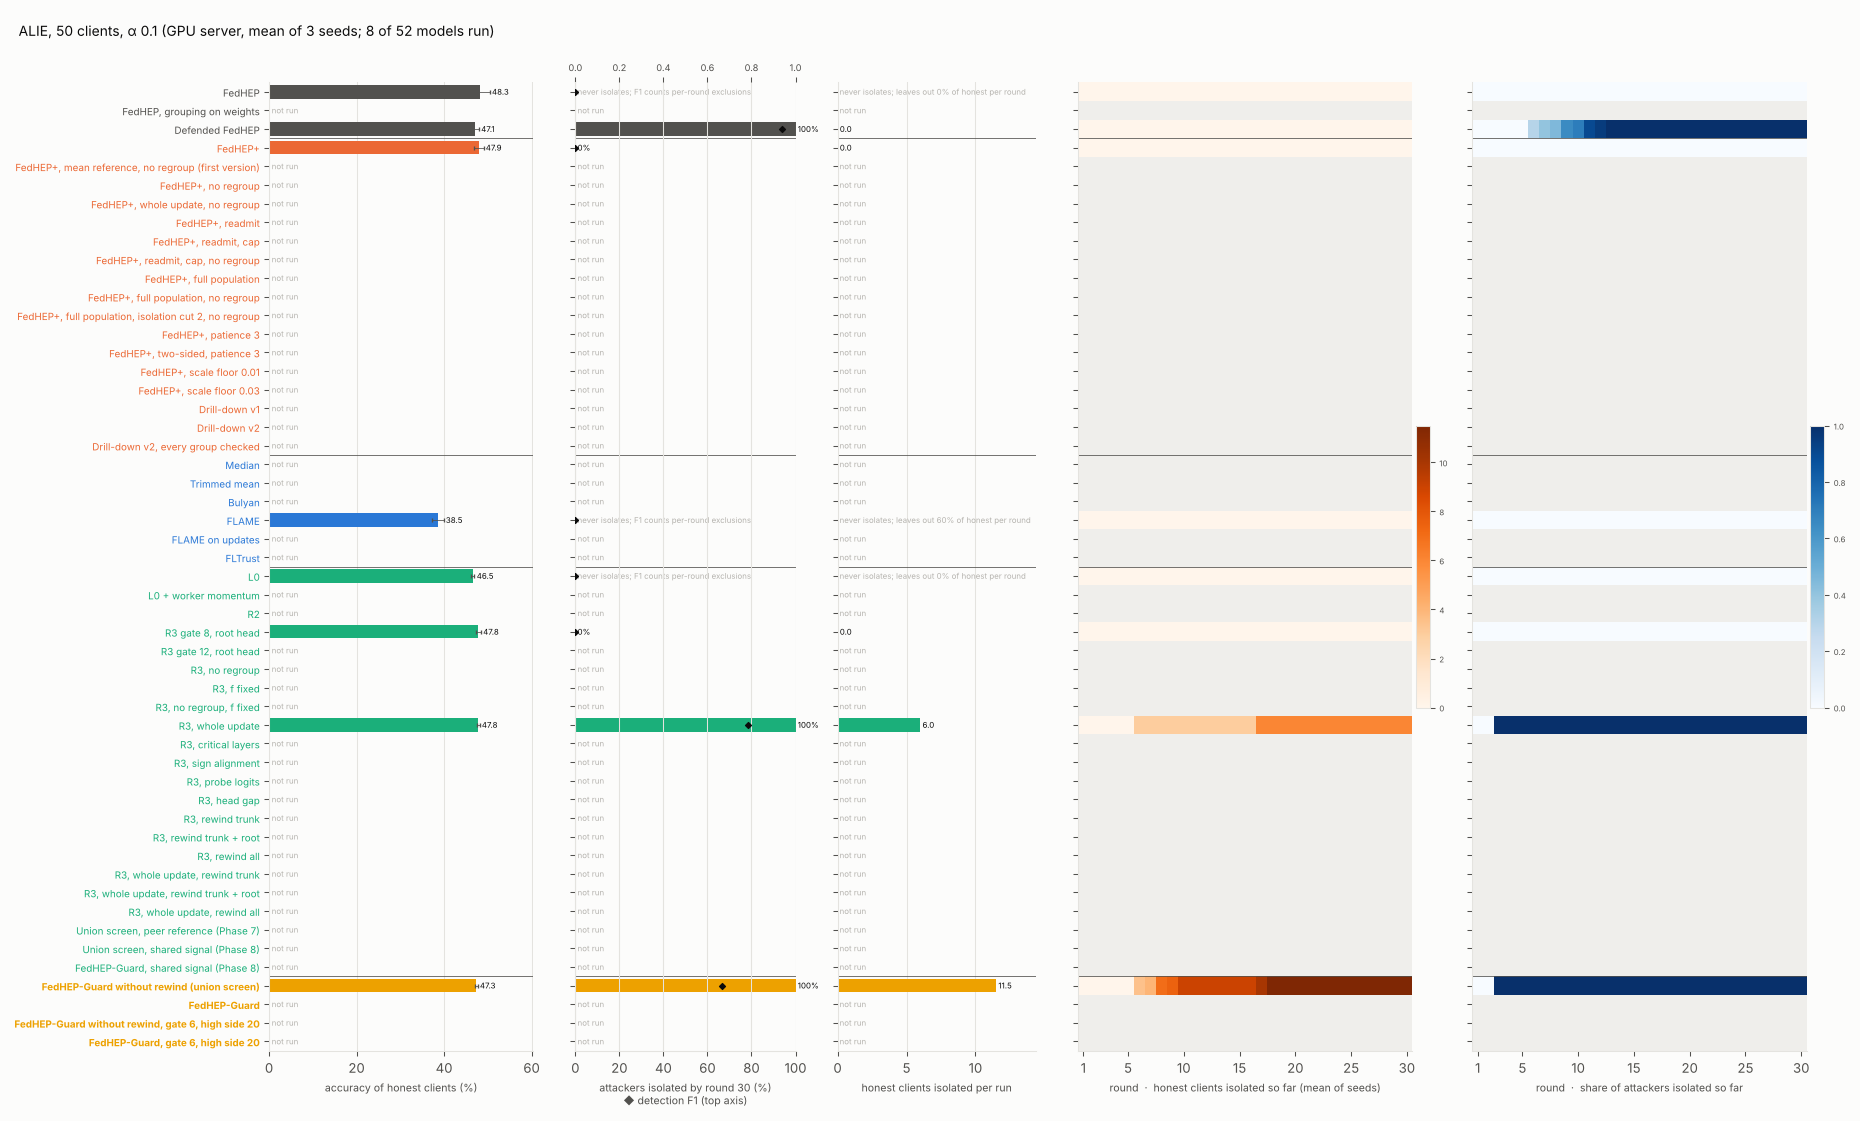 ALIE, 50 clients, α 0.1 (GPU server, mean of 3 seeds; 8 of 52 models run)
0.0 0.2 0.4 0.6 0.8 1.0
FedHEP 48.3 never isolates; F1 counts per-round exclusions never isolates; leaves out 0% of honest per round
FedHEP, grouping on weights not run not run not run
Defended FedHEP 47.1 100% 0.0
FedHEP+ 47.9 0% 0.0
FedHEP+, mean reference, no regroup (first version) not run not run not run
FedHEP+, no regroup not run not run not run
FedHEP+, whole update, no regroup not run not run not run
FedHEP+, readmit not run not run not run
FedHEP+, readmit, cap not run not run not run
FedHEP+, readmit, cap, no regroup not run not run not run
FedHEP+, full population not run not run not run
FedHEP+, full population, no regroup not run not run not run
FedHEP+, full population, isolation cut 2, no regroup not run not run not run
FedHEP+, patience 3 not run not run not run
FedHEP+, two-sided, patience 3 not run not run not run
FedHEP+, scale floor 0.01 not run not run not run
FedHEP+, scale floor 0.03 not run not run not run
Drill-down v1 not run not run not run
Drill-down v2 not run not run not run
Drill-down v2, every group checked not run not run not run
Median not run not run not run
Trimmed mean not run not run not run
Bulyan not run not run not run
FLAME 38.5 never isolates; F1 counts per-round exclusions never isolates; leaves out 60% of honest per round
FLAME on updates not run not run not run
FLTrust not run not run not run
L0 46.5 never isolates; F1 counts per-round exclusions never isolates; leaves out 0% of honest per round
L0 + worker momentum not run not run not run
R2 not run not run not run
R3 gate 8, root head 47.8 0% 0.0
R3 gate 12, root head not run not run not run
R3, no regroup not run not run not run
R3, f fixed not run not run not run
R3, no regroup, f fixed not run not run not run
R3, whole update 47.8 100% 6.0
R3, critical layers not run not run not run
R3, sign alignment not run not run not run
R3, probe logits not run not run not run
R3, head gap not run not run not run
R3, rewind trunk not run not run not run
R3, rewind trunk + root not run not run not run
R3, rewind all not run not run not run
R3, whole update, rewind trunk not run not run not run
R3, whole update, rewind trunk + root not run not run not run
R3, whole update, rewind all not run not run not run
Union screen, peer reference (Phase 7) not run not run not run
Union screen, shared signal (Phase 8) not run not run not run
FedHEP-Guard, shared signal (Phase 8) not run not run not run
FedHEP-Guard without rewind (union screen) 47.3 100% 11.5
FedHEP-Guard not run not run not run
FedHEP-Guard without rewind, gate 6, high side 20 not run not run not run
FedHEP-Guard, gate 6, high side 20 not run not run not run
10
8
6
4
2
0
1.0
0.8
0.6
0.4
0.2
0.0
0 20 40 60 0 20 40 60 80 100 0 5 10 1 5 10 15 20 25 30 1 5 10 15 20 25 30
accuracy of honest clients (%) attackers isolated by round 30 (%) honest clients isolated per run round · honest clients isolated so far (mean of seeds) round · share of attackers isolated so far
◆ detection F1 (top axis)